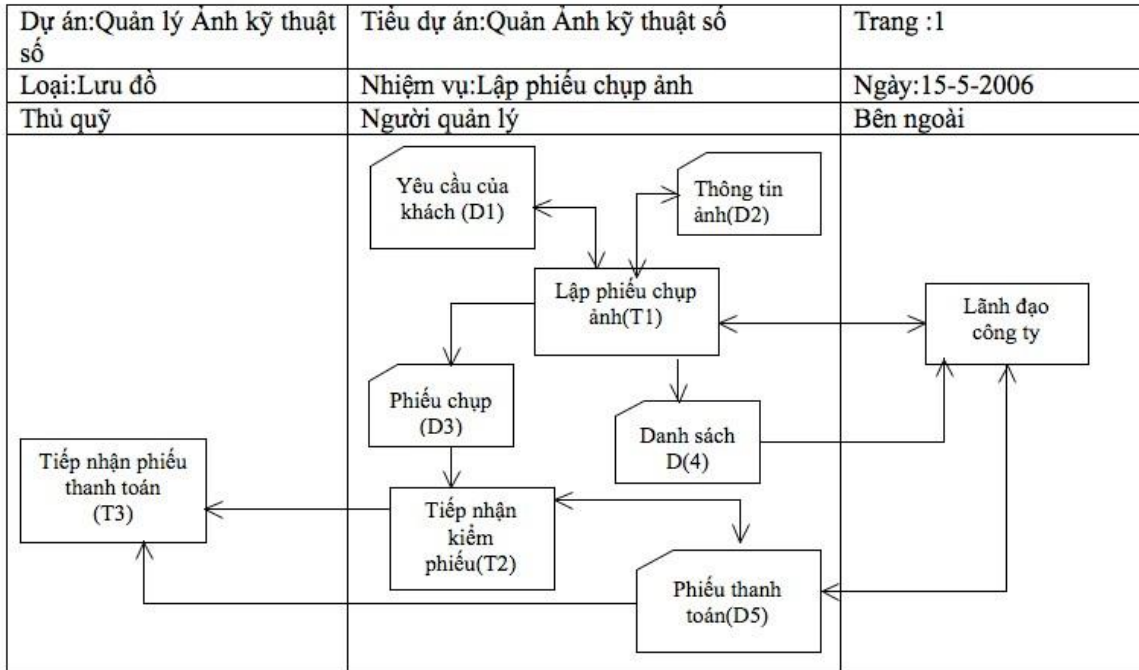 Dự án:Quản lý Ảnh kỹ thuật
số
Tiểu dự án:Quản Ảnh kỹ thuật số
Trang :1
Loại:Lưu đồ
Nhiệm vụ:Lập phiếu chụp ảnh
Ngày:15-5-2006
Thủ quỹ
Người quản lý
Bên ngoài
Yêu cầu của
khách (D1)
Thông tin
ảnh(D2)
Lập phiếu chụp
ảnh(T1)
Lãnh đạo
công ty
Phiếu chụp
(D3)
Danh sách
D(4)
Tiếp nhận phiếu
thanh toán
(T3)
Tiếp nhận
kiểm
phiếu(T2)
Phiếu thanh
toán(D5)